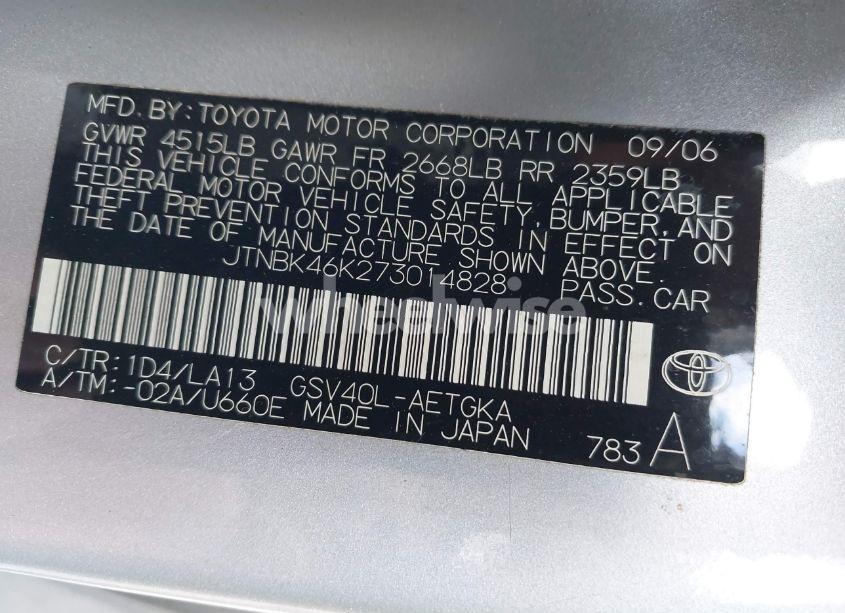 MFD. BY: TOYOTA MOTOR CORPORATION 09/06
GVWR 4515LB GAWR FR 2668LB RR 2359LB
THIS VEHICLE CONFORMS TO ALL APPLICABLE
FEDERAL MOTOR VEHICLE SAFETY, BUMPER, AND
THEFT PREVENTION STANDARDS IN EFFECT ON
THE DATE OF MANUFACTURE SHOWN ABOVE.
JTNBK46K273014828 PASS. CAR
wheelwise
C/TR: 1D4/LA13 GSV40L-AETGKA
A/TM: -02A/U660E MADE IN JAPAN 783 A